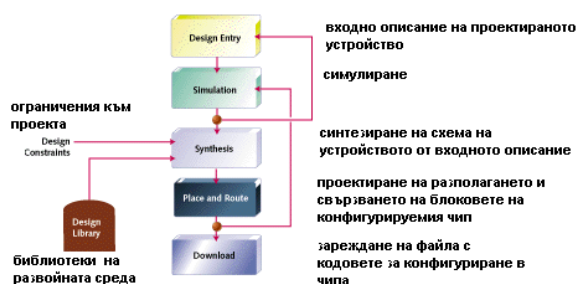 Design Entry
входно описание на проектираното
устройство
Simulation
симулиране
ограничения към
проекта
Design
Constraints
Synthesis
синтезиране на схема на
устройството от входното описание
Place and Route
проектиране на разполагането и
свързването на блоковете на
конфигурируемия чип
Design
Library
библиотеки на
развойната среда
Download
зареждане на файла с
кодовете за конфигуриране в
чипа